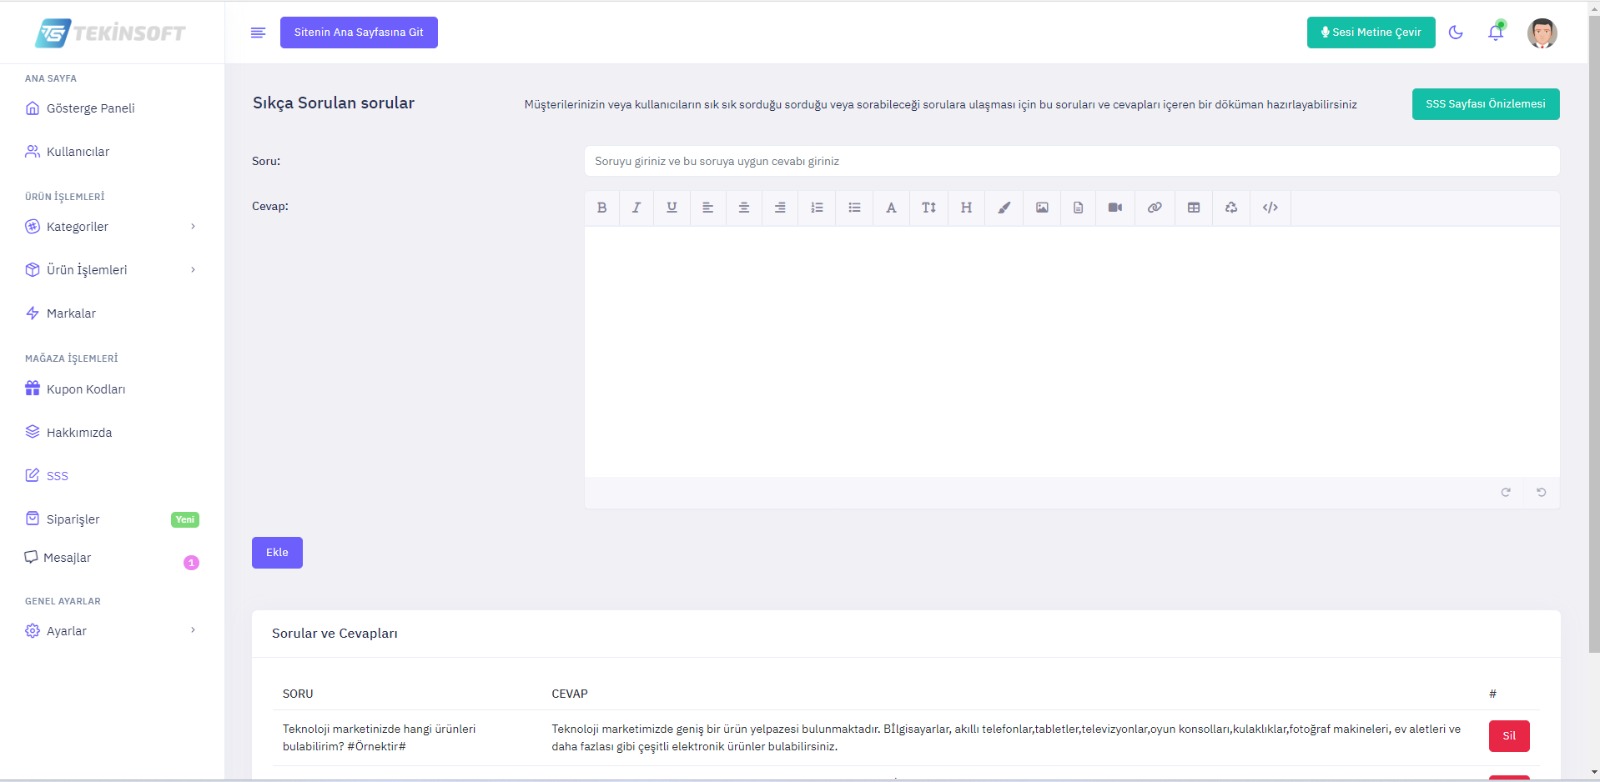 TEKİNSOFT
Sitenin Ana Sayfasına Git
Sesi Metine Çevir
ANA SAYFA
Gösterge Paneli
Kullanıcılar
ÜRÜN İŞLEMLERİ
Kategoriler
Ürün İşlemleri
Markalar
MAĞAZA İŞLEMLERİ
Kupon Kodları
Hakkımızda
SSS
Siparişler Yeni
Mesajlar 1
GENEL AYARLAR
Ayarlar
Sıkça Sorulan sorular
Müşterilerinizin veya kullanıcıların sık sık sorduğu sorduğu veya sorabileceği sorulara ulaşması için bu soruları ve cevapları içeren bir döküman hazırlayabilirsiniz
SSS Sayfası Önizlemesi
Soru:
Soruyu giriniz ve bu soruya uygun cevabı giriniz
Cevap:
Ekle
Sorular ve Cevapları
SORU CEVAP #
Teknoloji marketinizde hangi ürünleri
bulabilirim? #Örnektir#
Teknoloji marketimizde geniş bir ürün yelpazesi bulunmaktadır. Bİlgisayarlar, akıllı telefonlar,tabletler,televizyonlar,oyun konsolları,kulaklıklar,fotoğraf makineleri, ev aletleri ve
daha fazlası gibi çeşitli elektronik ürünler bulabilirsiniz.
Sil